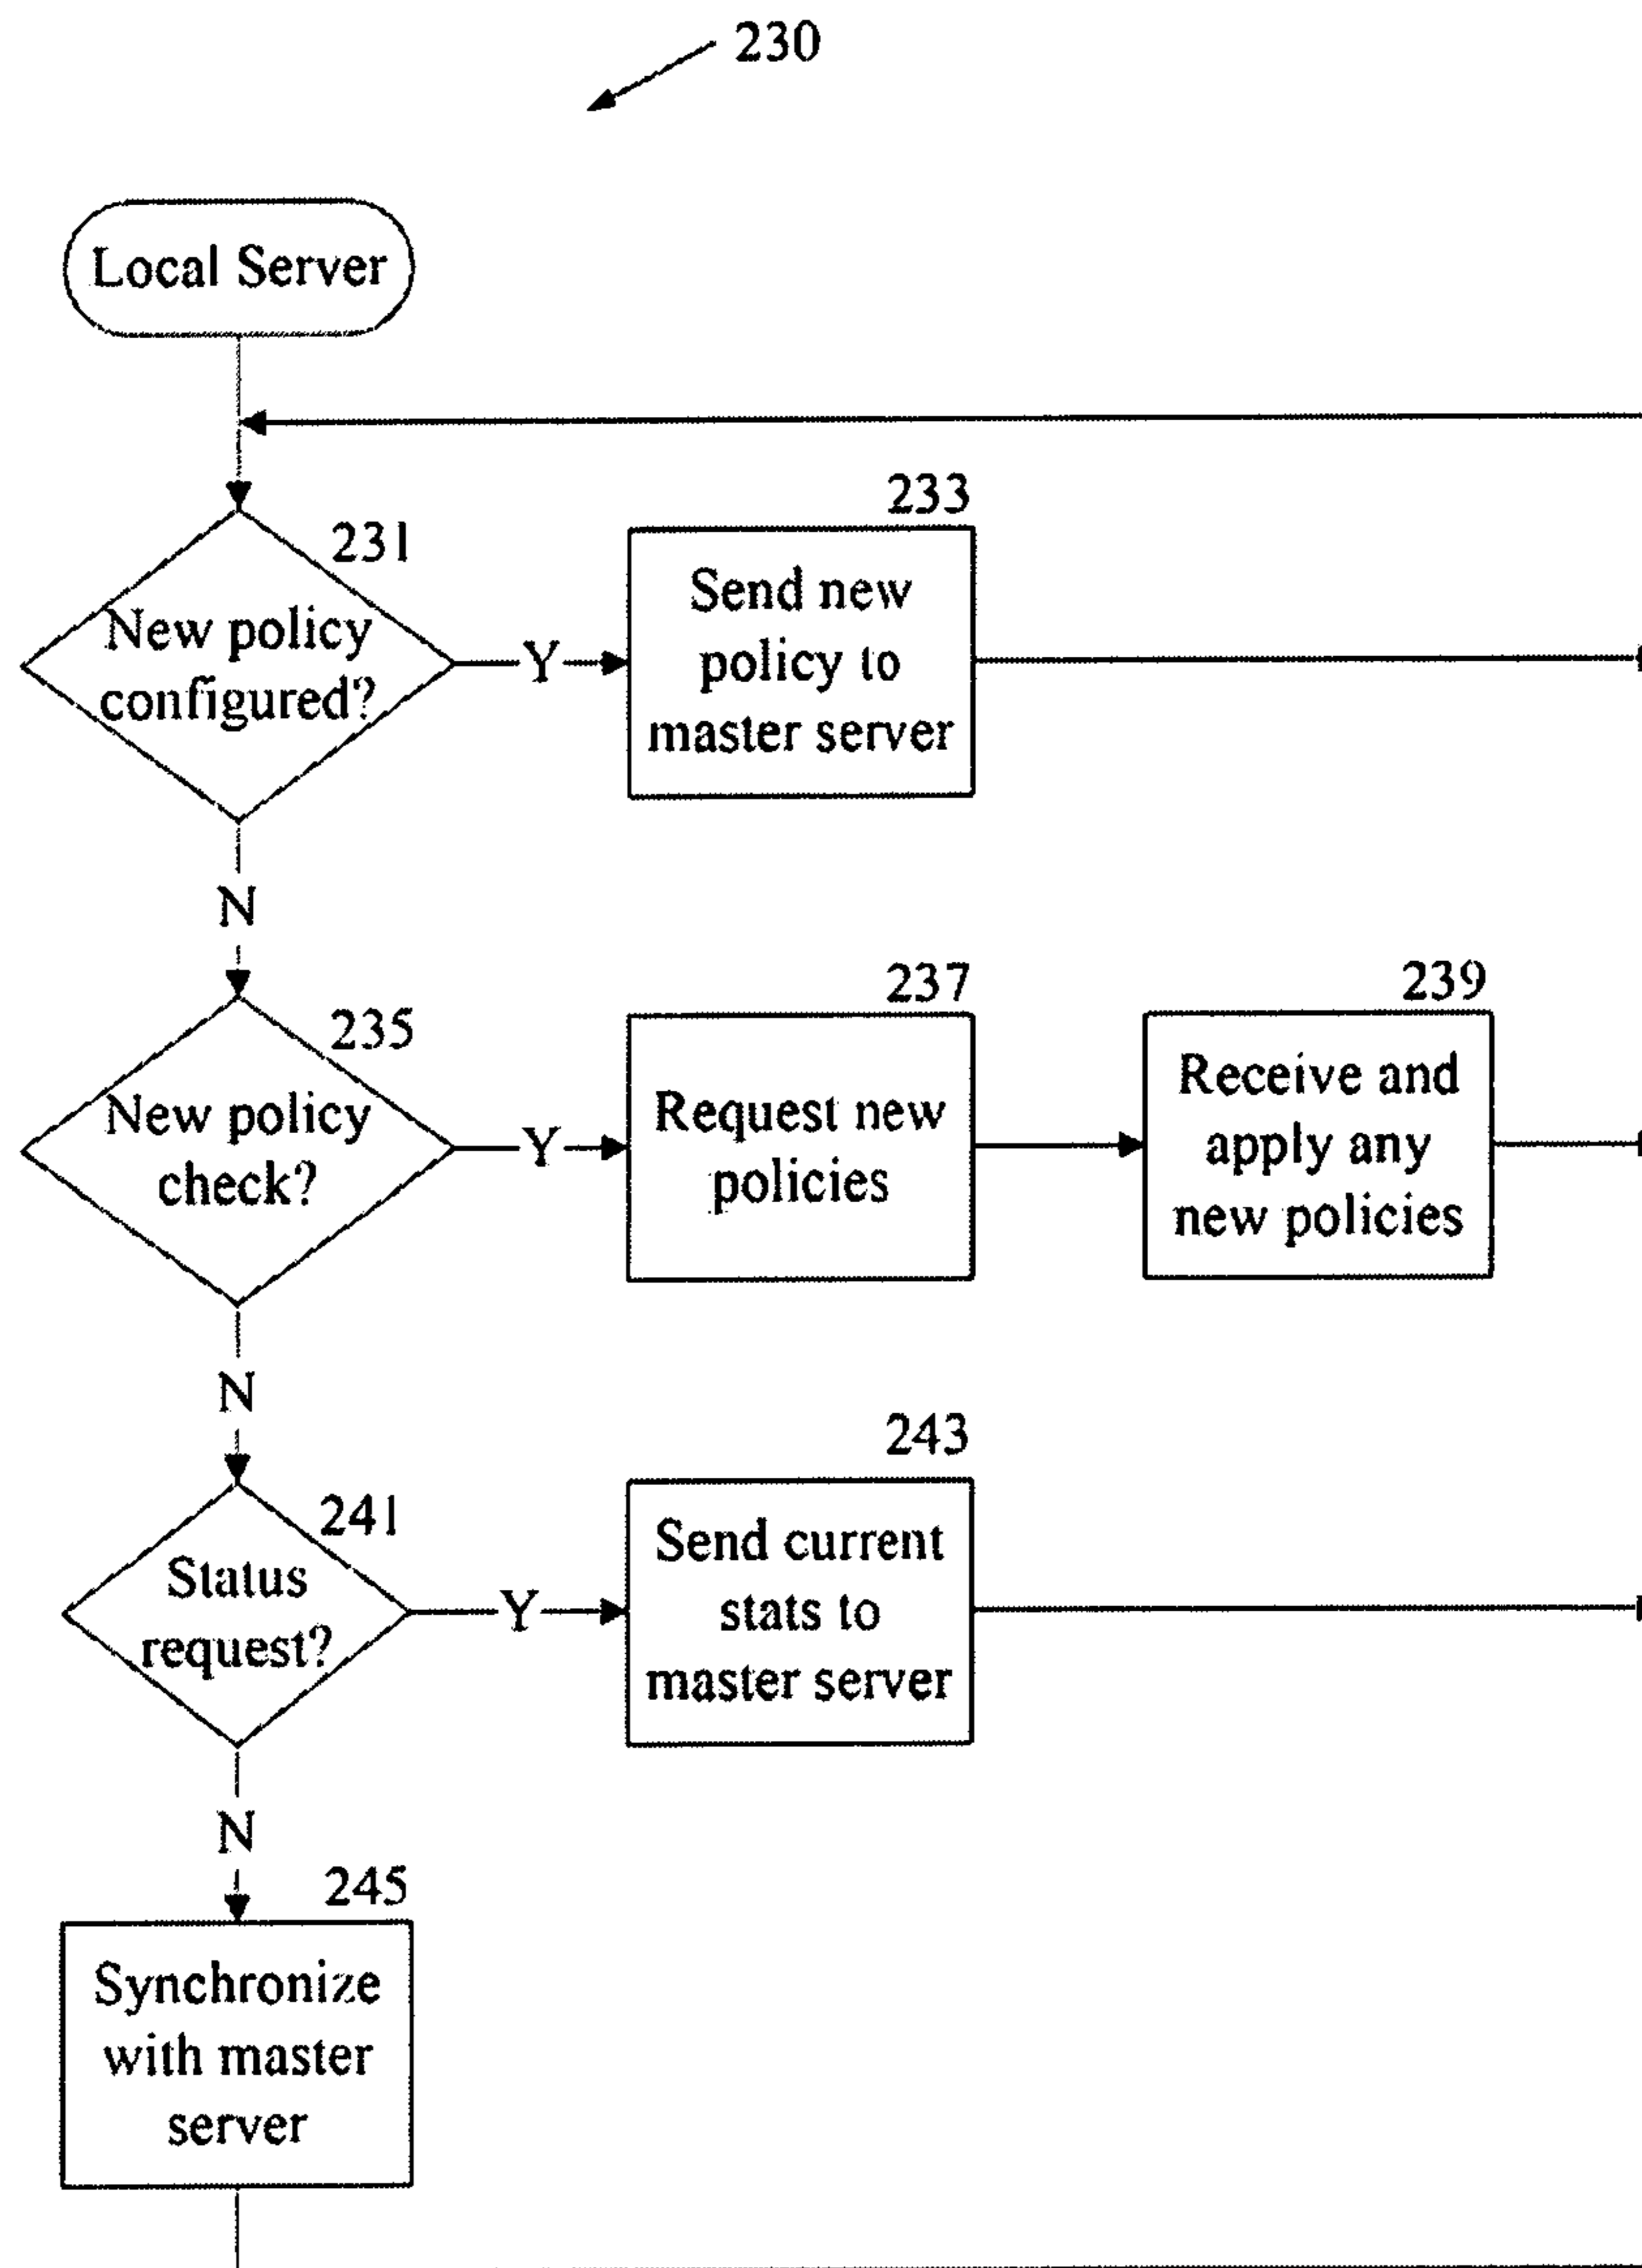 230
Local Server
231
New policy
configured?
Y
233
Send new
policy to
master server
N
235
New policy
check?
Y
237
Request new
policies
239
Receive and
apply any
new policies
N
241
Status
request?
Y
243
Send current
stats to
master server
N
245
Synchronize
with master
server